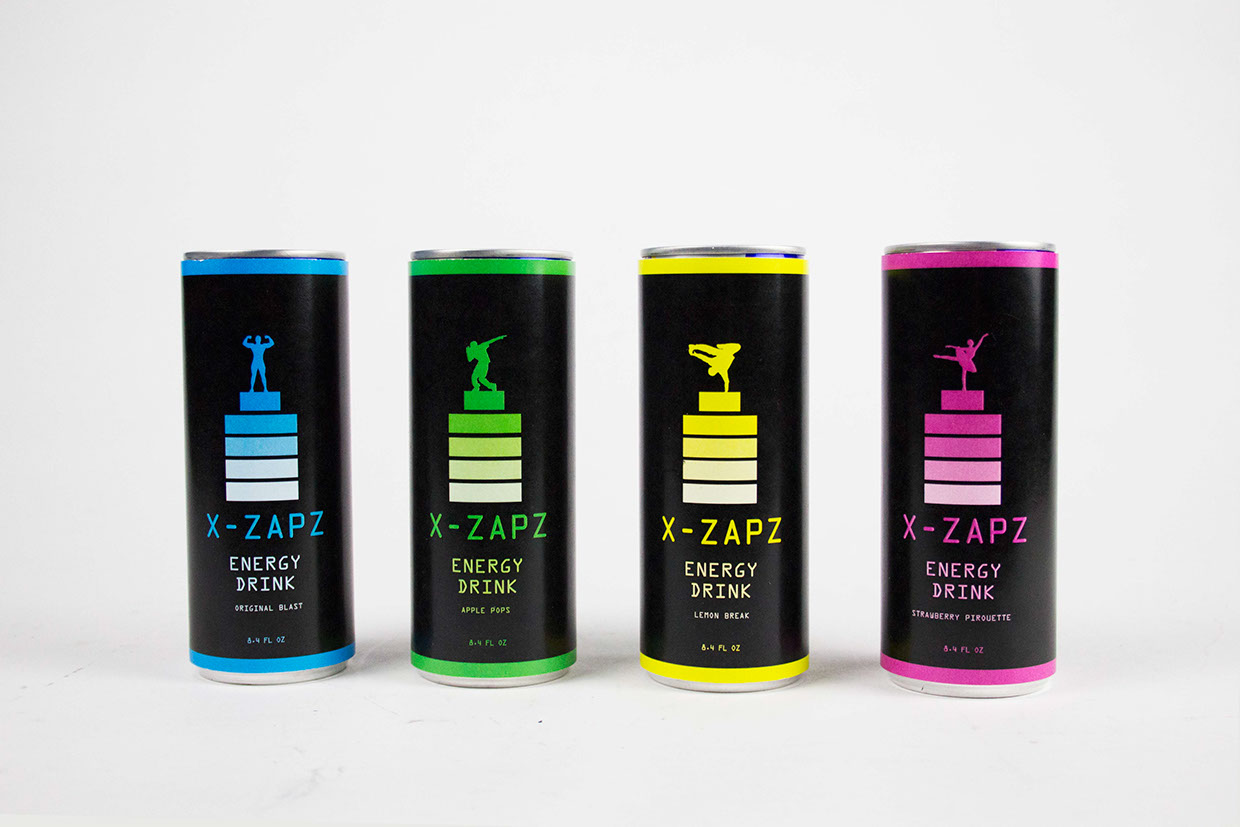 X-ZAPZ
ENERGY
DRINK
ORIGINAL BLAST
8.4 FL OZ
X-ZAPZ
ENERGY
DRINK
APPLE POPS
8.4 FL OZ
X-ZAPZ
ENERGY
DRINK
LEMON BREAK
8.4 FL OZ
X-ZAPZ
ENERGY
DRINK
STRAWBERRY PIROUETTE
8.4 FL OZ